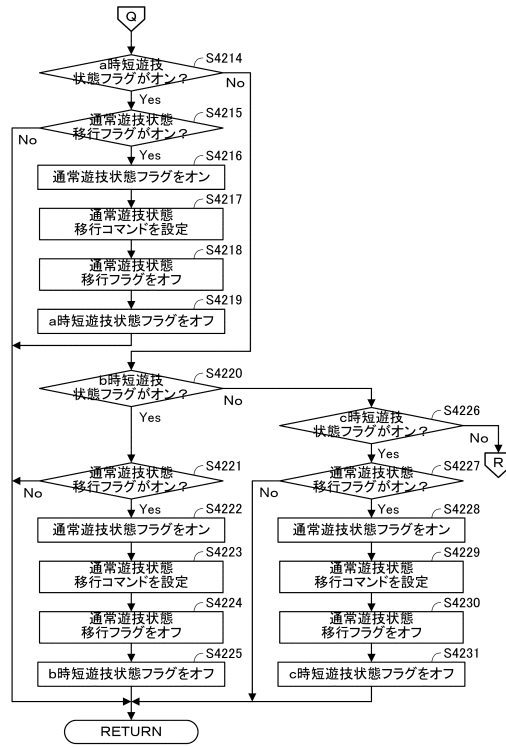 Q
S4214
a時短遊技
状態フラグがオン？
No
Yes
S4215
通常遊技状態
移行フラグがオン？
No
Yes
S4216
通常遊技状態フラグをオン
S4217
通常遊技状態
移行コマンドを設定
S4218
通常遊技状態
移行フラグをオフ
S4219
a時短遊技状態フラグをオフ
S4220
b時短遊技
状態フラグがオン？
No
Yes
S4226
c時短遊技
状態フラグがオン？
No
R
Yes
S4221
通常遊技状態
移行フラグがオン？
No
Yes
S4227
通常遊技状態
移行フラグがオン？
No
Yes
S4222
通常遊技状態フラグをオン
S4228
通常遊技状態フラグをオン
S4223
通常遊技状態
移行コマンドを設定
S4229
通常遊技状態
移行コマンドを設定
S4224
通常遊技状態
移行フラグをオフ
S4230
通常遊技状態
移行フラグをオフ
S4225
b時短遊技状態フラグをオフ
S4231
c時短遊技状態フラグをオフ
RETURN